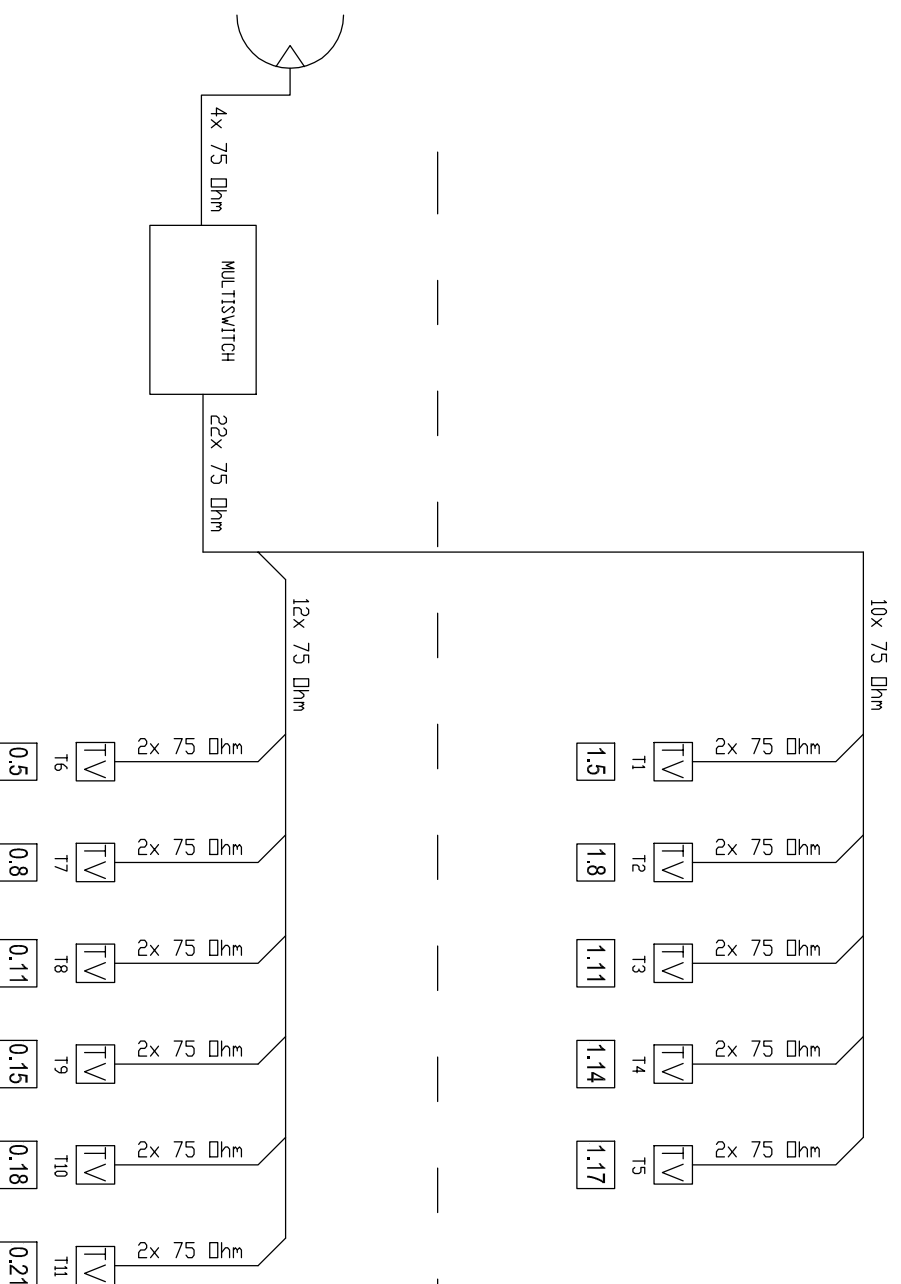 4x 75 Ohm
MULTISWITCH
22x 75 Ohm
10x 75 Ohm
2x 75 Ohm
TV
T1
1.5
2x 75 Ohm
TV
T2
1.8
2x 75 Ohm
TV
T3
1.11
2x 75 Ohm
TV
T4
1.14
2x 75 Ohm
TV
T5
1.17
12x 75 Ohm
2x 75 Ohm
TV
T6
0.5
2x 75 Ohm
TV
T7
0.8
2x 75 Ohm
TV
T8
0.11
2x 75 Ohm
TV
T9
0.15
2x 75 Ohm
TV
T10
0.18
2x 75 Ohm
TV
T11
0.21